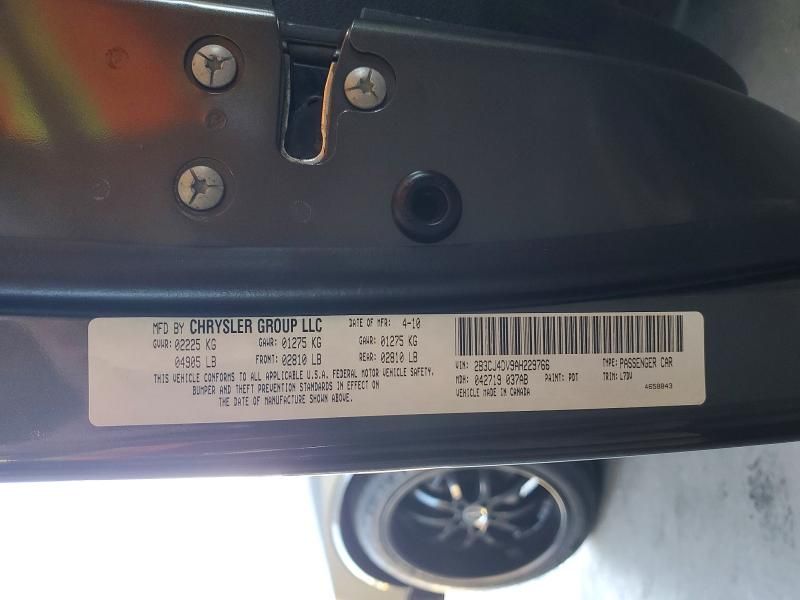 MFD BY CHRYSLER GROUP LLC DATE OF MFR: 4-10
GVWR: 02225 KG GAWR: 01275 KG GAWR: 01275 KG
04905 LB FRONT: 02810 LB REAR: 02810 LB
THIS VEHICLE CONFORMS TO ALL APPLICABLE U.S.A. FEDERAL MOTOR VEHICLE SAFETY,
BUMPER AND THEFT PREVENTION STANDARDS IN EFFECT ON
THE DATE OF MANUFACTURE SHOWN ABOVE.
VIN: 2B3CJ4DV9AH229766 TYPE: PASSENGER CAR
MDH: 042719 037AB PAINT: PDT TRIM: L7DV
VEHICLE MADE IN CANADA 4658843